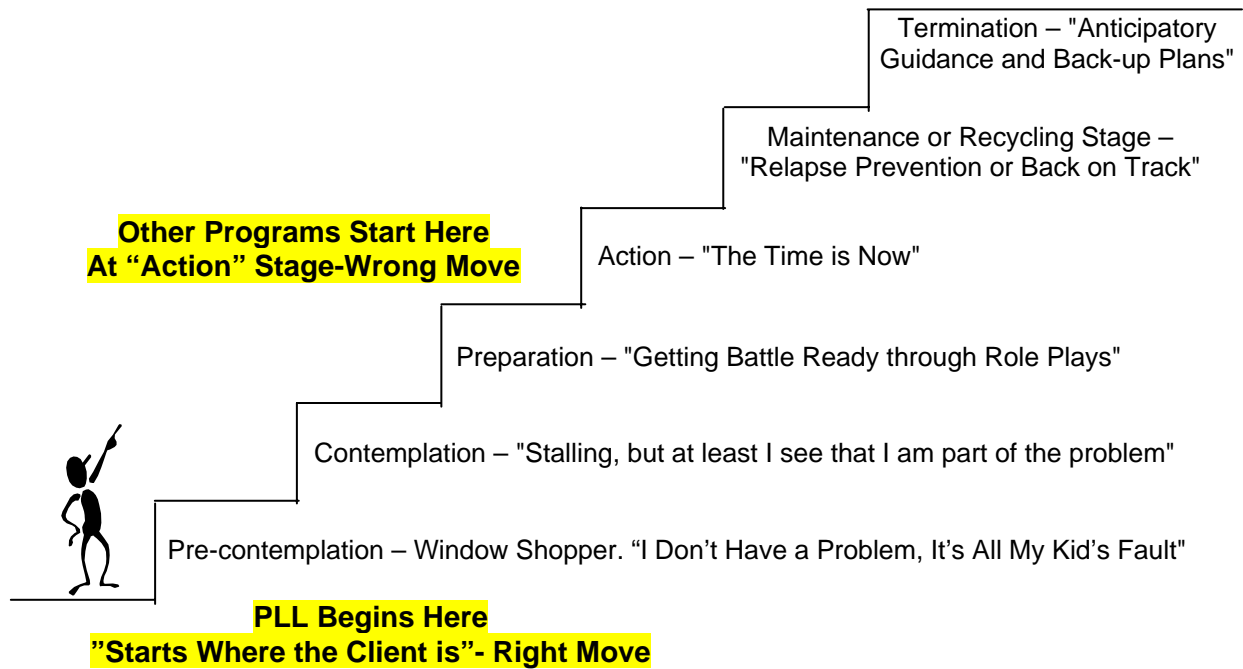 Termination – "Anticipatory
Guidance and Back-up Plans"
Maintenance or Recycling Stage –
"Relapse Prevention or Back on Track"
Other Programs Start Here
At “Action” Stage-Wrong Move
Action – "The Time is Now"
Preparation – "Getting Battle Ready through Role Plays"
Contemplation – "Stalling, but at least I see that I am part of the problem"
Pre-contemplation – Window Shopper. “I Don’t Have a Problem, It’s All My Kid’s Fault"
PLL Begins Here
”Starts Where the Client is”- Right Move